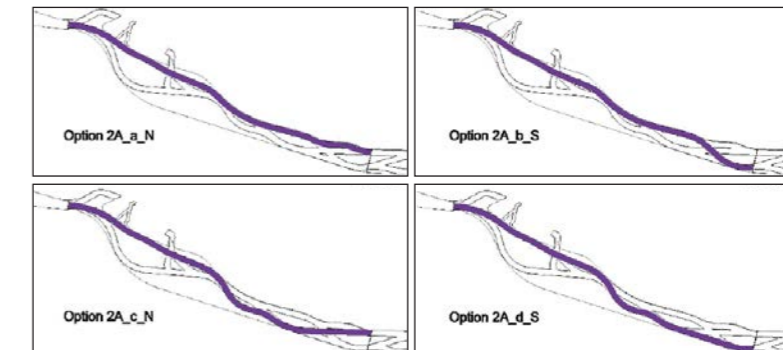 Option 2A_a_N
Option 2A_b_S
Option 2A_c_N
Option 2A_d_S